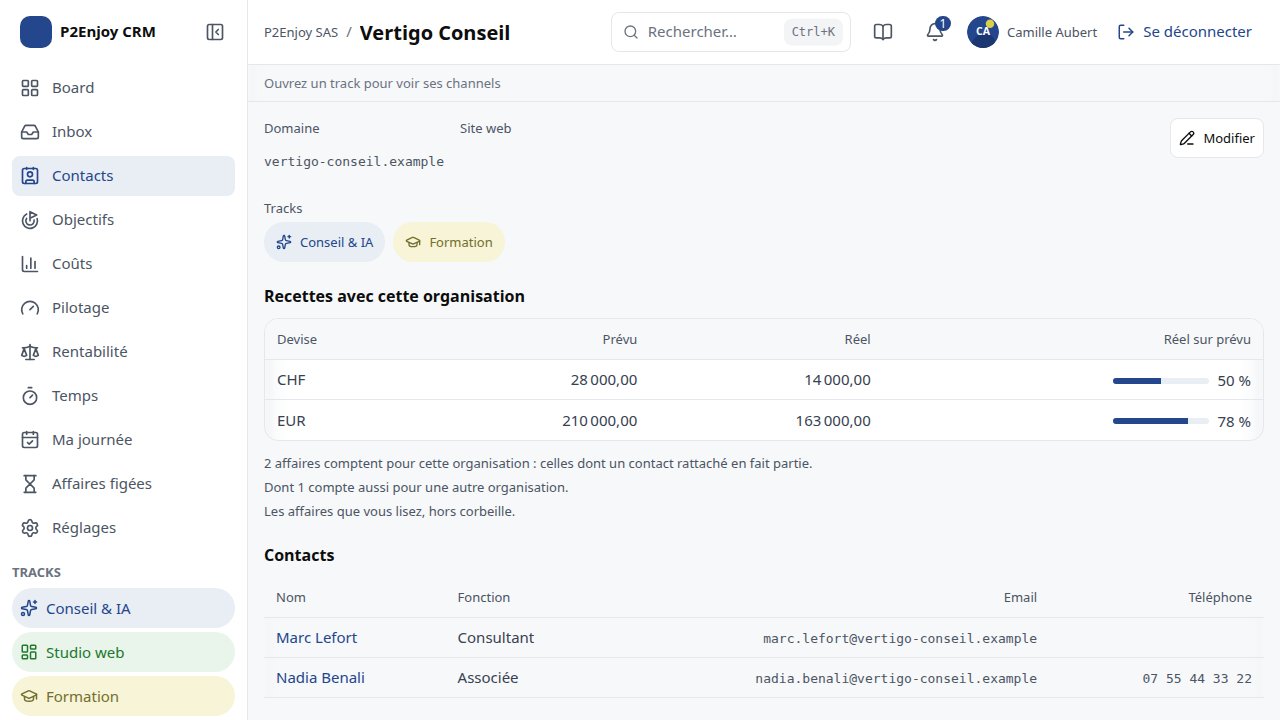 P2Enjoy CRM
P2Enjoy SAS / Vertigo Conseil
Rechercher... Ctrl+K
1
CA Camille Aubert
Se déconnecter
Board
Inbox
Contacts
Objectifs
Coûts
Pilotage
Rentabilité
Temps
Ma journée
Affaires figées
Réglages
TRACKS
Conseil & IA
Studio web
Formation
Ouvrez un track pour voir ses channels
Domaine Site web
vertigo-conseil.example
Modifier
Tracks
Conseil & IA Formation
Recettes avec cette organisation
Devise Prévu Réel Réel sur prévu
CHF 28 000,00 14 000,00 50 %
EUR 210 000,00 163 000,00 78 %
2 affaires comptent pour cette organisation : celles dont un contact rattaché en fait partie.
Dont 1 compte aussi pour une autre organisation.
Les affaires que vous lisez, hors corbeille.
Contacts
Nom Fonction Email Téléphone
Marc Lefort Consultant marc.lefort@vertigo-conseil.example
Nadia Benali Associée nadia.benali@vertigo-conseil.example 07 55 44 33 22